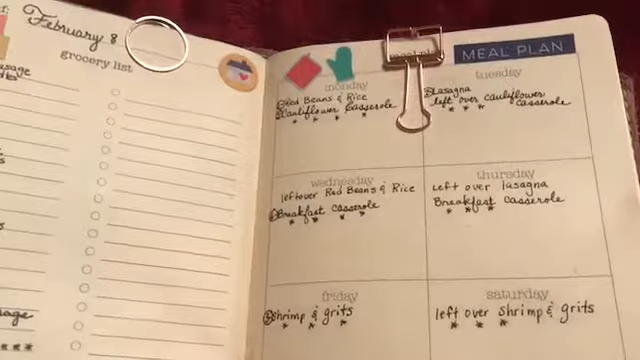 February 8
grocery list
MEAL PLAN
monday
Red Beans & Rice
Cauliflower Casserole
tuesday
Lasagna
left over cauliflower
casserole
wednesday
leftover Red Beans & Rice
Breakfast casserole
thursday
Left over lasagna
Breakfast casserole
friday
shrimp & grits
saturday
left over shrimp & grits